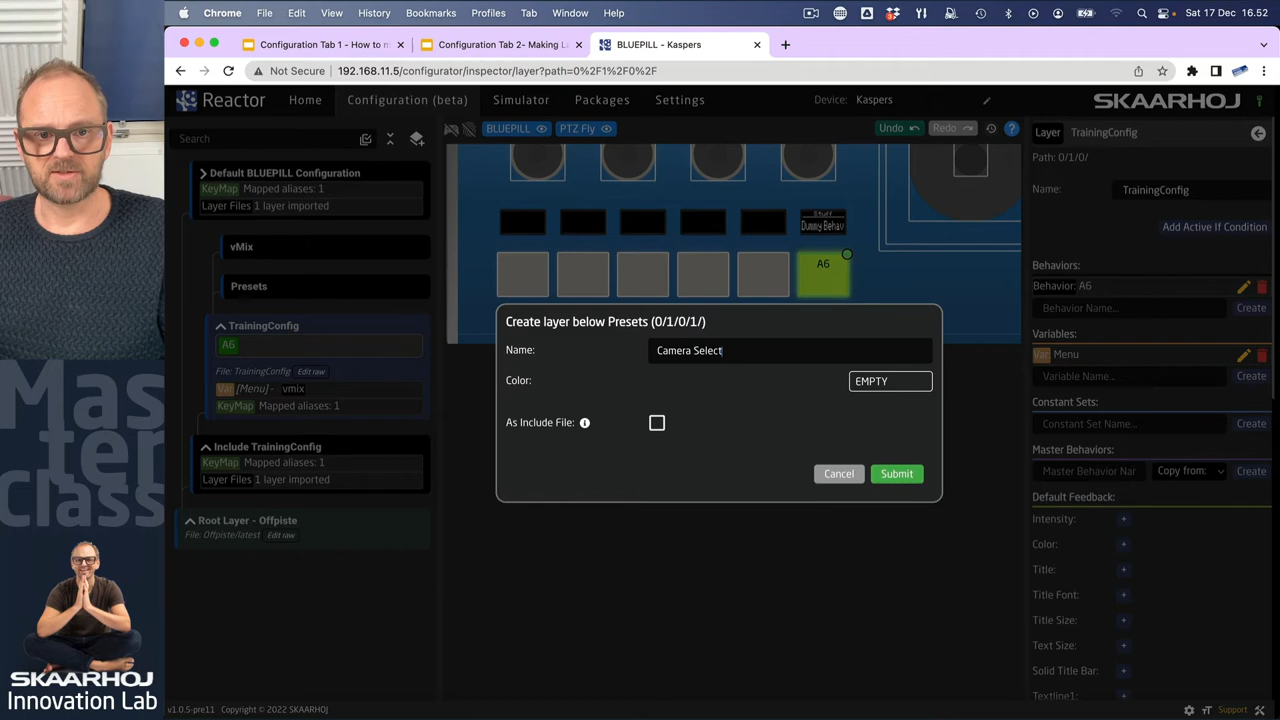 Chrome File Edit View History Bookmarks Profiles Tab Window Help Sat 17 Dec 16.52
Configuration Tab 1 - How to m
Configuration Tab 2- Making L
BLUEPILL - Kaspers
Not Secure 192.168.11.5/configurator/inspector/layer?path=0%2F1%2F0%2F
Reactor Home Configuration (beta) Simulator Packages Settings Device: Kaspers SKAARHOJ
Search
BLUEPILL PTZ Fly Undo Redo
Layer TrainingConfig
Path: 0/1/0/
Name: TrainingConfig
Add Active If Condition
Behaviors:
Behavior: A6
Behavior Name... Create
Variables:
Var Menu
Variable Name... Create
Constant Sets:
Constant Set Name... Create
Master Behaviors:
Master Behavior Nar Copy from: Create
Default Feedback:
Intensity: +
Color: +
Title: +
Title Font: +
Title Size: +
Text Size: +
Solid Title Bar: +
Textline1: +
Default BLUEPILL Configuration
KeyMap Mapped aliases: 1
Layer Files 1 layer imported
vMix
Presets
TrainingConfig
A6
File: TrainingConfig Edit raw
Var [Menu] - vmix
KeyMap Mapped aliases: 1
Include TrainingConfig
KeyMap Mapped aliases: 1
Layer Files 1 layer imported
Root Layer - Offpiste
File: Offpiste/latest Edit raw
Stuff
Dummy Behav
A6
Create layer below Presets (0/1/0/1/)
Name: Camera Select
Color: EMPTY
As Include File:
Cancel Submit
Mas
ter
Class
SKAARHOJ
Innovation Lab
v1.0.5-pre11 Copyright © 2022 SKAARHOJ
Support